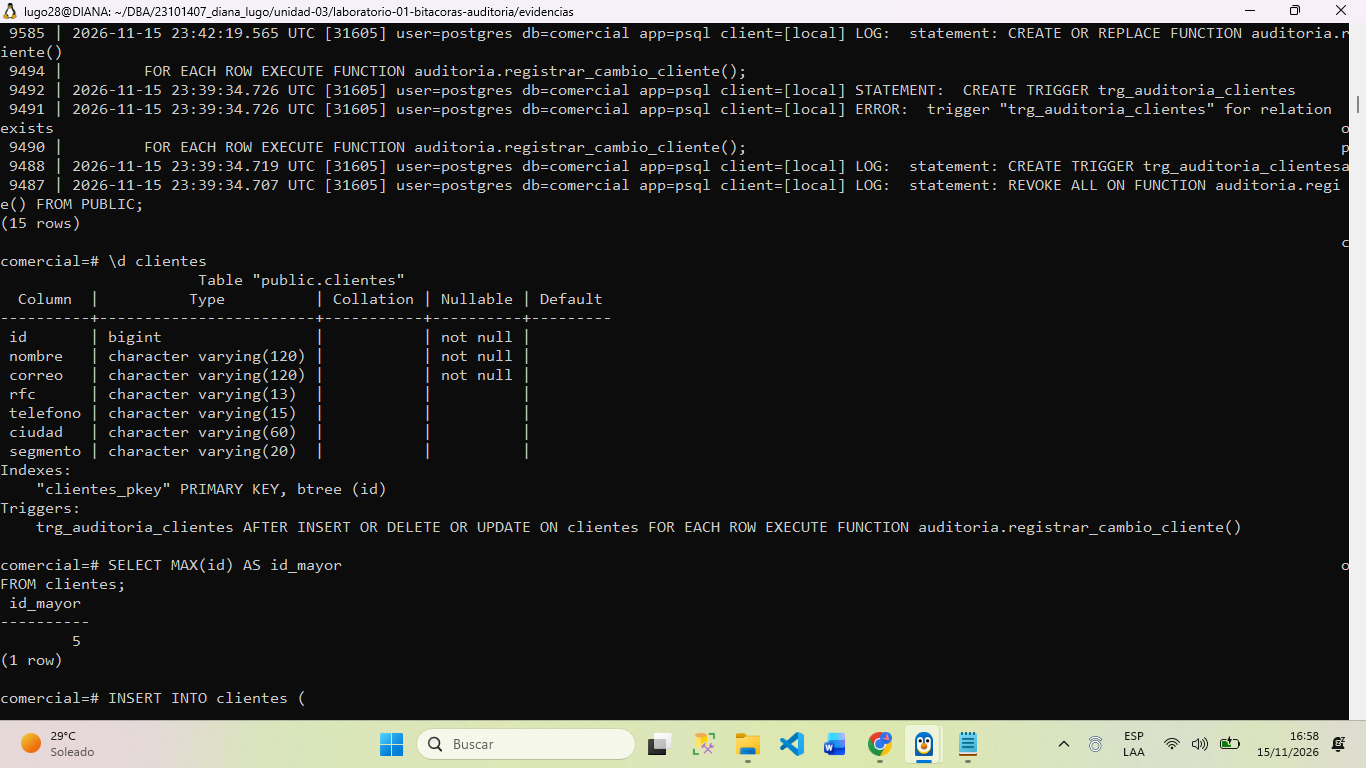 lugo28@DIANA: ~/DBA/23101407_diana_lugo/unidad-03/laboratorio-01-bitacoras-auditoria/evidencias
 9585 | 2026-11-15 23:42:19.565 UTC [31605] user=postgres db=comercial app=psql client=[local] LOG:  statement: CREATE OR REPLACE FUNCTION auditoria.r
iente()
 9494 |         FOR EACH ROW EXECUTE FUNCTION auditoria.registrar_cambio_cliente();
 9492 | 2026-11-15 23:39:34.726 UTC [31605] user=postgres db=comercial app=psql client=[local] STATEMENT:  CREATE TRIGGER trg_auditoria_clientes
 9491 | 2026-11-15 23:39:34.726 UTC [31605] user=postgres db=comercial app=psql client=[local] ERROR:  trigger "trg_auditoria_clientes" for relation
exists o
 9490 |         FOR EACH ROW EXECUTE FUNCTION auditoria.registrar_cambio_cliente(); p
 9488 | 2026-11-15 23:39:34.719 UTC [31605] user=postgres db=comercial app=psql client=[local] LOG:  statement: CREATE TRIGGER trg_auditoria_clientesa
 9487 | 2026-11-15 23:39:34.707 UTC [31605] user=postgres db=comercial app=psql client=[local] LOG:  statement: REVOKE ALL ON FUNCTION auditoria.regi
e() FROM PUBLIC;
(15 rows)
c
comercial=# \d clientes
                      Table "public.clientes"
  Column  |          Type          | Collation | Nullable | Default
----------+------------------------+-----------+----------+---------
 id       | bigint                 |           | not null |
 nombre   | character varying(120) |           | not null |
 correo   | character varying(120) |           | not null |
 rfc      | character varying(13)  |           |          |
 telefono | character varying(15)  |           |          |
 ciudad   | character varying(60)  |           |          |
 segmento | character varying(20)  |           |          |
Indexes:
    "clientes_pkey" PRIMARY KEY, btree (id)
Triggers:
    trg_auditoria_clientes AFTER INSERT OR DELETE OR UPDATE ON clientes FOR EACH ROW EXECUTE FUNCTION auditoria.registrar_cambio_cliente()

comercial=# SELECT MAX(id) AS id_mayor o
FROM clientes;
 id_mayor
----------
        5
(1 row)

comercial=# INSERT INTO clientes (
29°C
Soleado
Buscar
ESP
LAA
16:58
15/11/2026